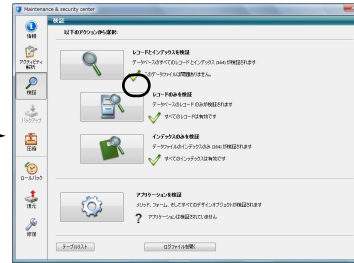 Maintenance & security center
検証
情報
以下のアクションから選択:
レコードとインデックスを検証
データベースのすべてのレコードとインデックス (364) が検証されます
このデータファイルは問題ありません。
アクティビティ
解析
検証
レコードのみを検証
データベースのレコードのみが検証されます
すべてのレコードは有効です
バックアップ
インデックスのみを検証
データファイルのインデックス (364) が検証されます
すべてのインデックスは有効です
圧縮
ロールバック
アプリケーションを検証
メソッド、フォーム、そしてすべてのデザインオブジェクトが検証されます
? アプリケーションは検証されていません
復元
修復
テーブルリスト
ログファイルを開く